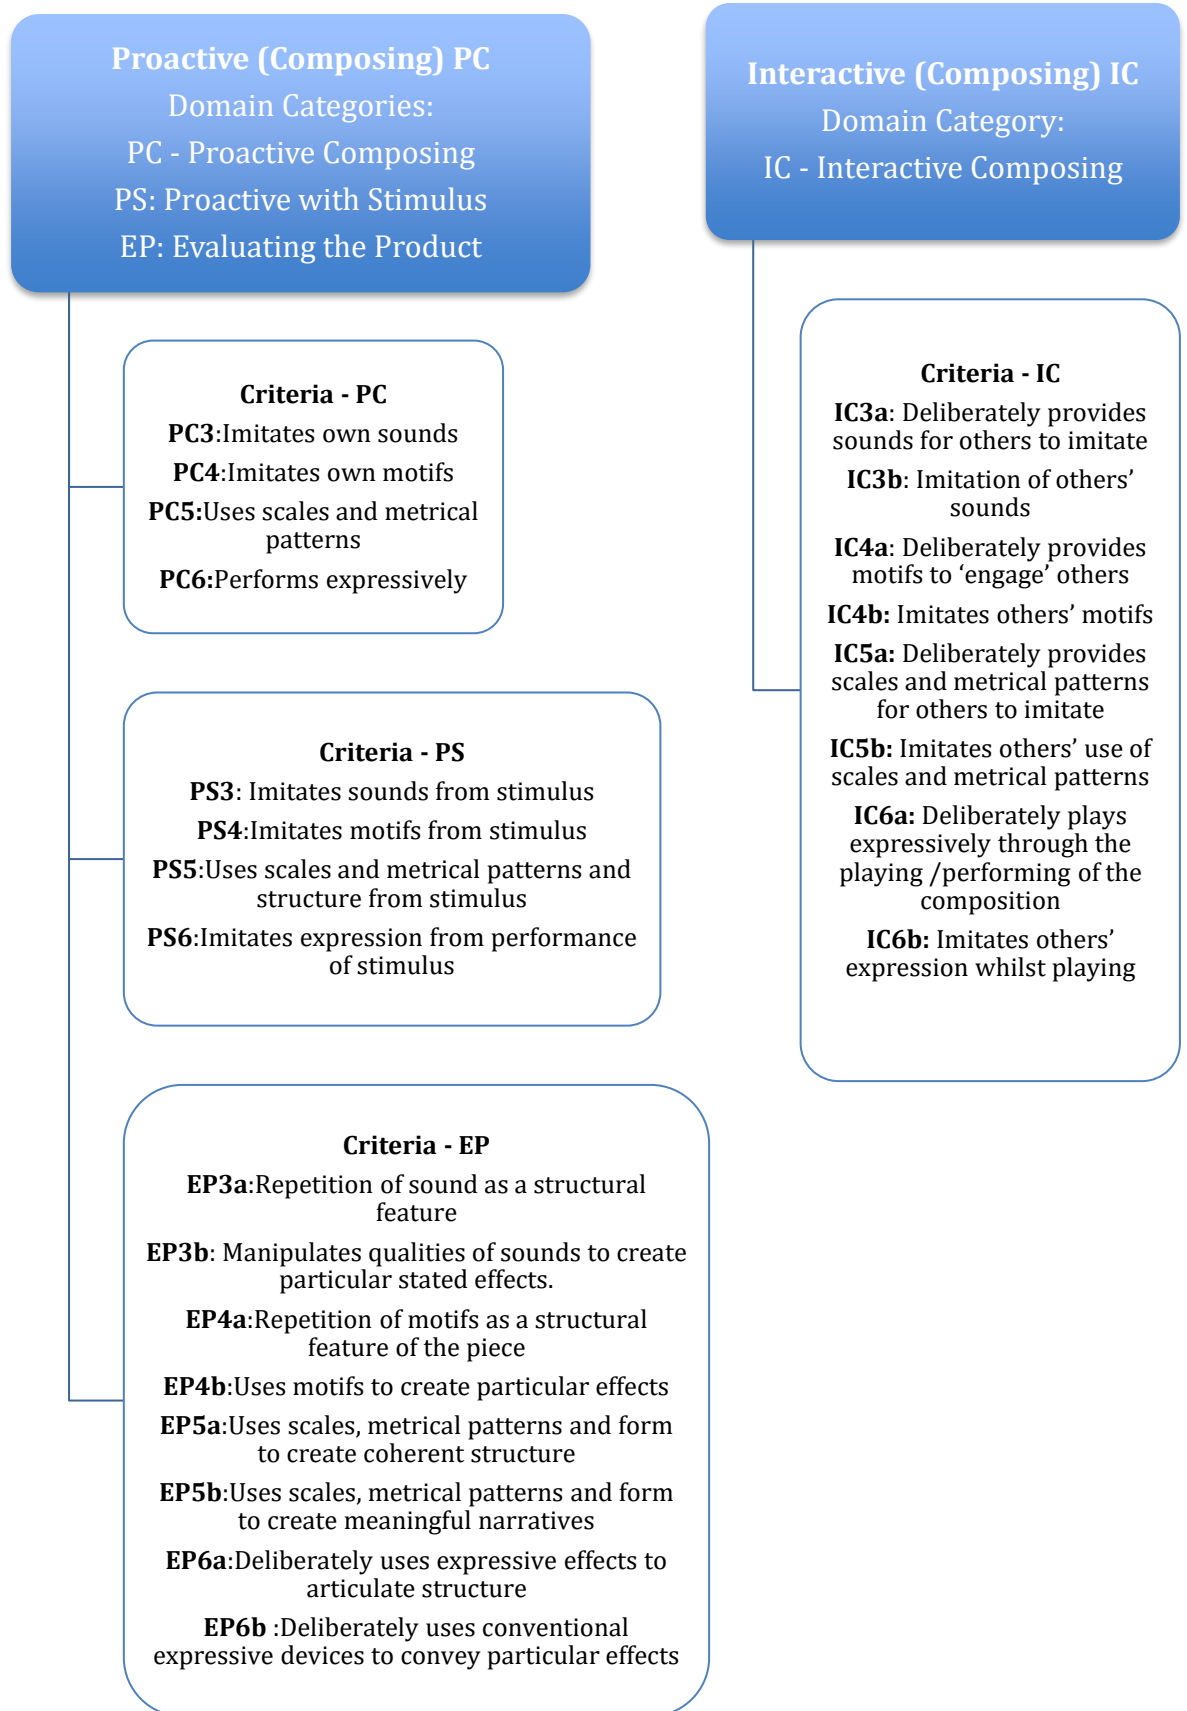 Proactive (Composing) PC
Domain Categories:
PC - Proactive Composing
PS: Proactive with Stimulus
EP: Evaluating the Product
Criteria - PC
PC3:Imitates own sounds
PC4:Imitates own motifs
PC5:Uses scales and metrical
patterns
PC6:Performs expressively
Criteria - PS
PS3: Imitates sounds from stimulus
PS4:Imitates motifs from stimulus
PS5:Uses scales and metrical patterns and
structure from stimulus
PS6:Imitates expression from performance
of stimulus
Criteria - EP
EP3a:Repetition of sound as a structural
feature
EP3b: Manipulates qualities of sounds to create
particular stated effects.
EP4a:Repetition of motifs as a structural
feature of the piece
EP4b:Uses motifs to create particular effects
EP5a:Uses scales, metrical patterns and form
to create coherent structure
EP5b:Uses scales, metrical patterns and form
to create meaningful narratives
EP6a:Deliberately uses expressive effects to
articulate structure
EP6b :Deliberately uses conventional
expressive devices to convey particular effects
Interactive (Composing) IC
Domain Category:
IC - Interactive Composing
Criteria - IC
IC3a: Deliberately provides
sounds for others to imitate
IC3b: Imitation of others’
sounds
IC4a: Deliberately provides
motifs to ‘engage’ others
IC4b: Imitates others’ motifs
IC5a: Deliberately provides
scales and metrical patterns
for others to imitate
IC5b: Imitates others’ use of
scales and metrical patterns
IC6a: Deliberately plays
expressively through the
playing /performing of the
composition
IC6b: Imitates others’
expression whilst playing